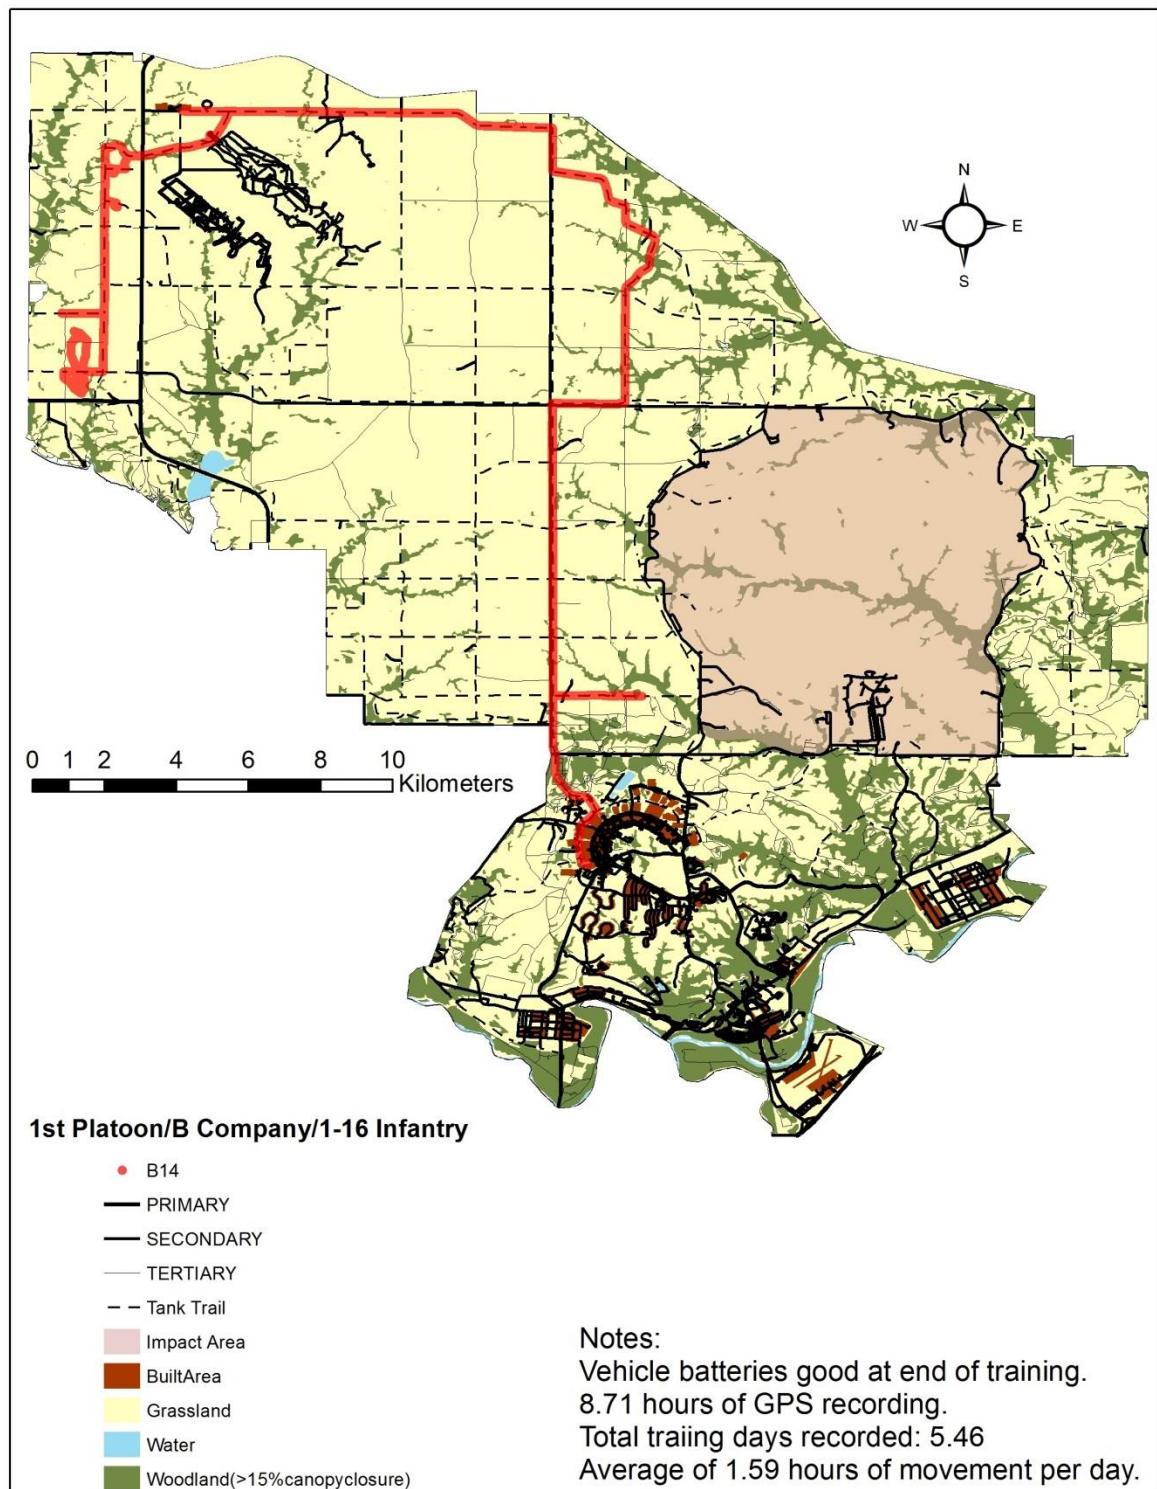 N
W E
S
0 1 2 4 6 8 10
Kilometers
1st Platoon/B Company/1-16 Infantry
B14
PRIMARY
SECONDARY
TERTIARY
Tank Trail
Impact Area
BuiltArea
Grassland
Water
Woodland(>15%canopyclosure)
Notes:
Vehicle batteries good at end of training.
8.71 hours of GPS recording.
Total traiing days recorded: 5.46
Average of 1.59 hours of movement per day.